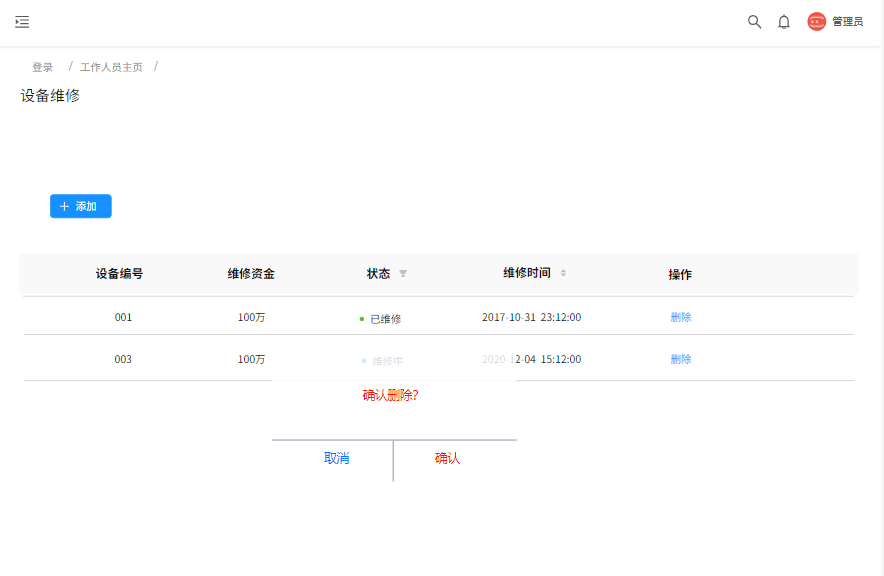 管理员
登录 / 工作人员主页 /
设备维修
+ 添加
设备编号 维修资金 状态 维修时间 操作
001 100万 已维修 2017-10-31 23:12:00 删除
003 100万 维修中 2020-12-04 15:12:00 删除
确认删除?
取消 确认